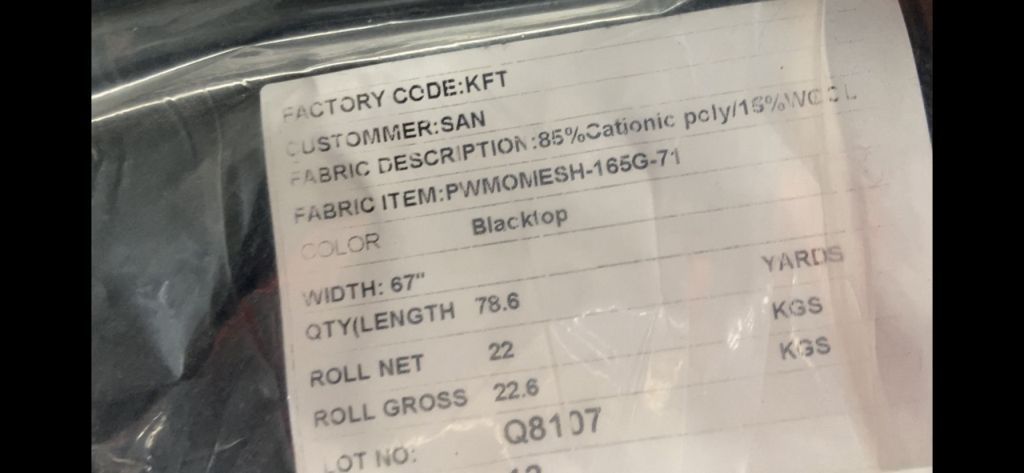 FACTORY CODE:KFT
CUSTOMMER:SAN
FABRIC DESCRIPTION:85%Cationic poly/15%WOOL
FABRIC ITEM:PWMOMESH-165G-71
COLOR Blacktop
WIDTH: 67"
QTY(LENGTH 78.6 YARDS
ROLL NET 22 KGS
ROLL GROSS 22.6 KGS
LOT NO: Q8107